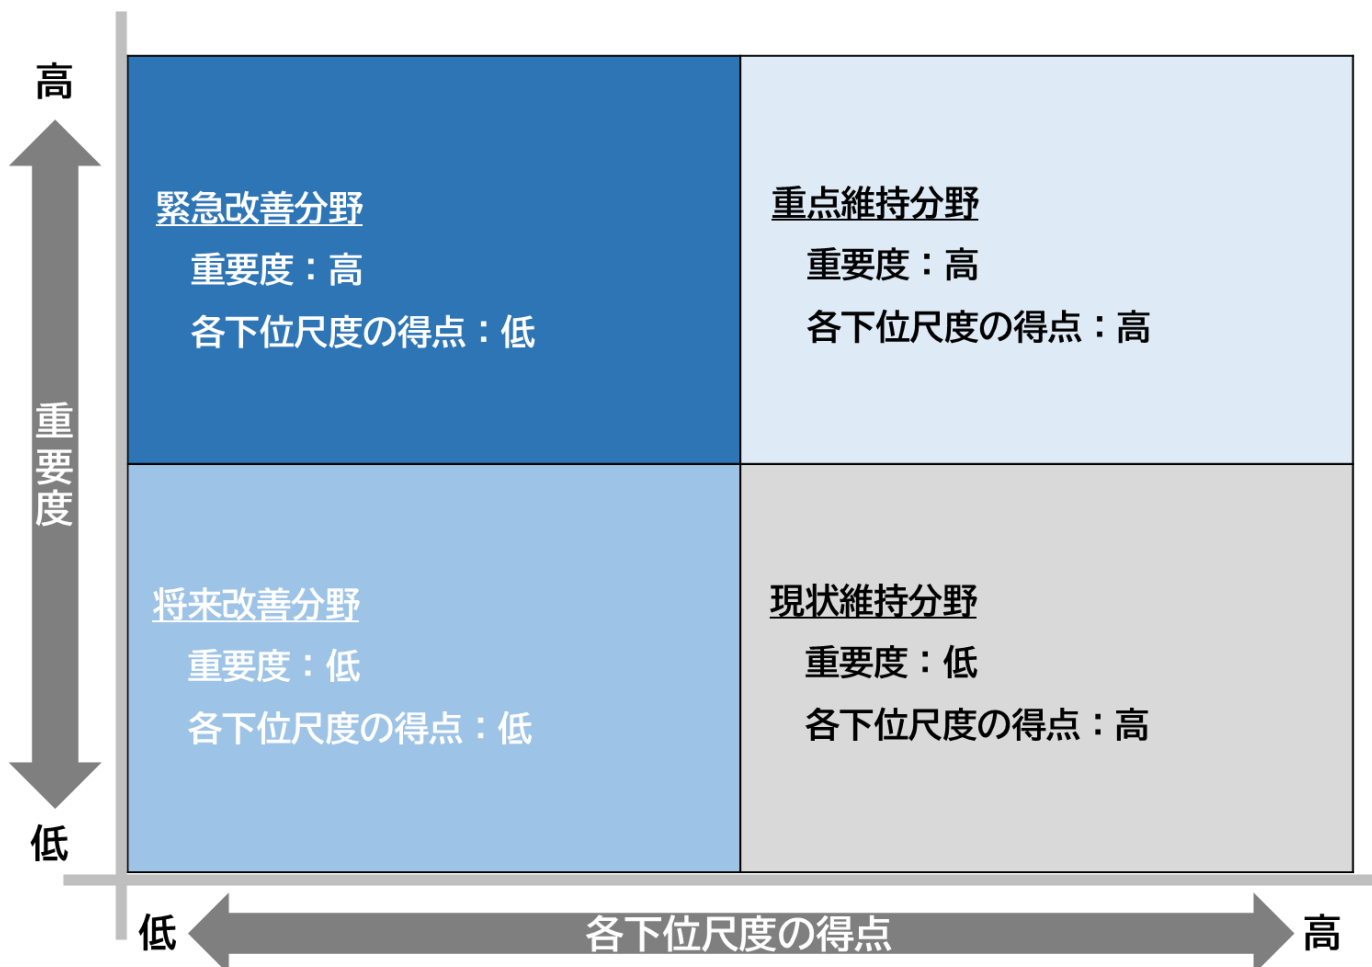 高
重要度
低
緊急改善分野
重要度：高
各下位尺度の得点：低
重点維持分野
重要度：高
各下位尺度の得点：高
将来改善分野
重要度：低
各下位尺度の得点：低
現状維持分野
重要度：低
各下位尺度の得点：高
低
各下位尺度の得点
高